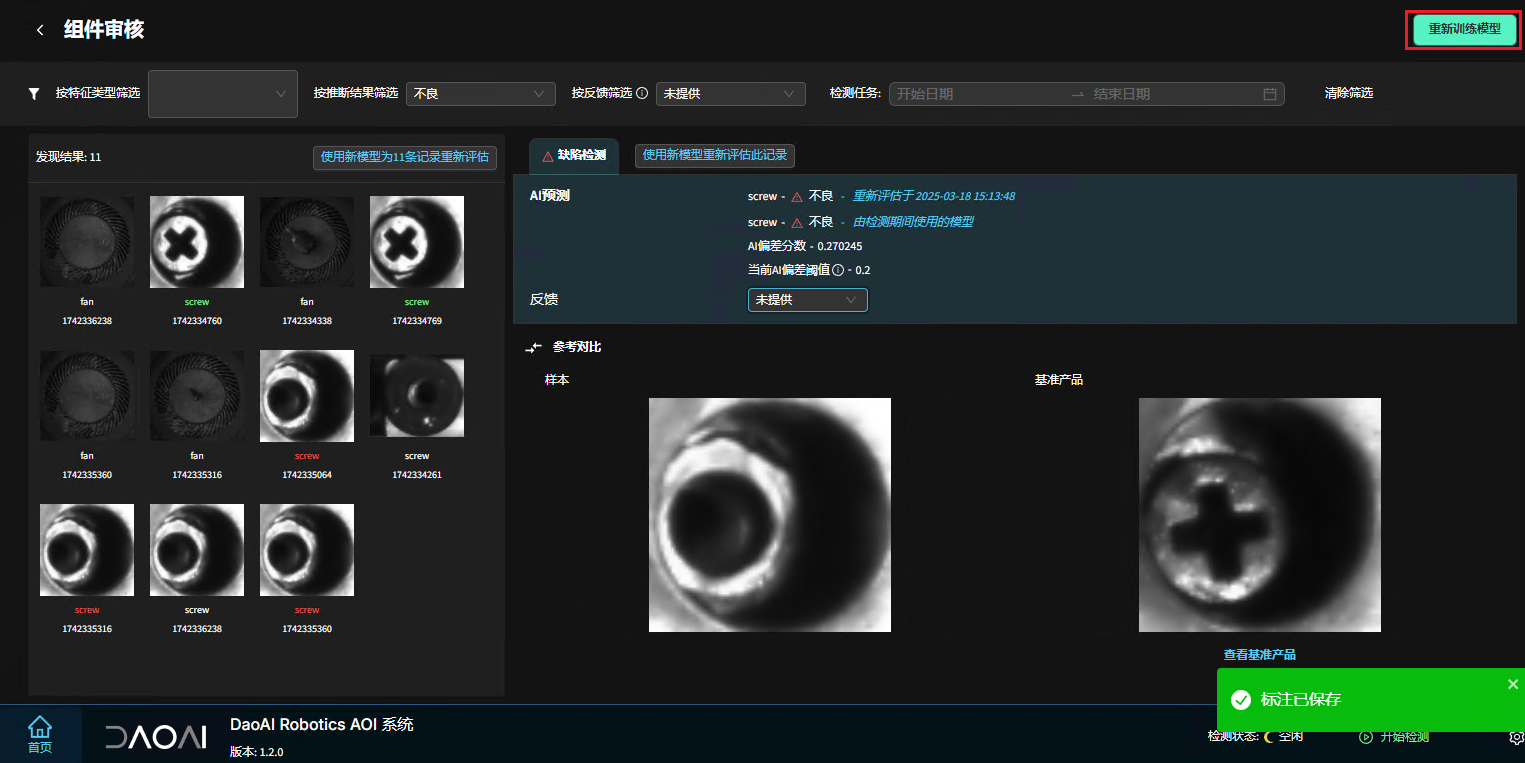 组件审核
重新训练模型
按特征类型筛选
按推断结果筛选 不良
按反馈筛选 未提供
检测任务: 开始日期 → 结束日期
清除筛选
发现结果: 11
使用新模型为11条记录重新评估
fan screw fan screw
1742336238 1742334760 1742334338 1742334769
fan fan screw screw
1742335360 1742335316 1742335064 1742334261
screw screw screw
1742335316 1742336238 1742335360
缺陷检测
使用新模型重新评估此记录
AI预测
screw - 不良 - 重新评估于 2025-03-18 15:13:48
screw - 不良 - 由检测期间使用的模型
AI偏差分数 - 0.270245
当前AI偏差阈值 - 0.2
反馈 未提供
参考对比
样本 基准产品
查看基准产品
标注已保存
首页
DAOAI
DaoAI Robotics AOI 系统
版本: 1.2.0
检测状态: 空闲
开始检测